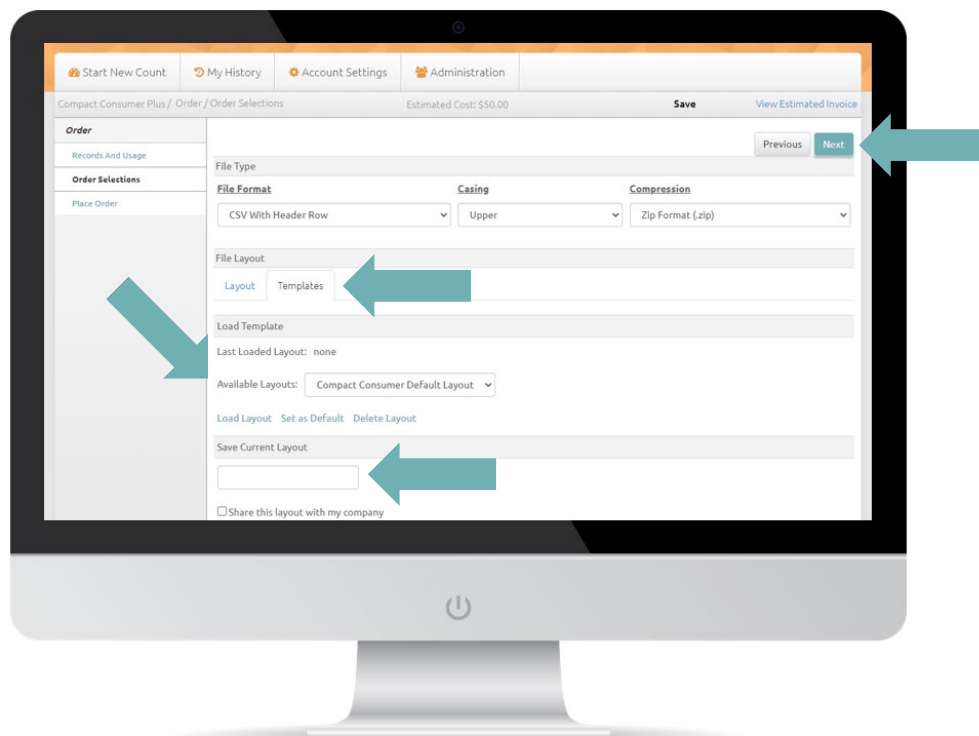 Start New Count My History Account Settings Administration
Compact Consumer Plus / Order / Order Selections Estimated Cost: $50.00 Save View Estimated Invoice
Order
Records And Usage
Order Selections
Place Order
Previous Next
File Type
File Format Casing Compression
CSV With Header Row Upper Zip Format (.zip)
File Layout
Layout Templates
Load Template
Last Loaded Layout: none
Available Layouts: Compact Consumer Default Layout
Load Layout Set as Default Delete Layout
Save Current Layout
Share this layout with my company